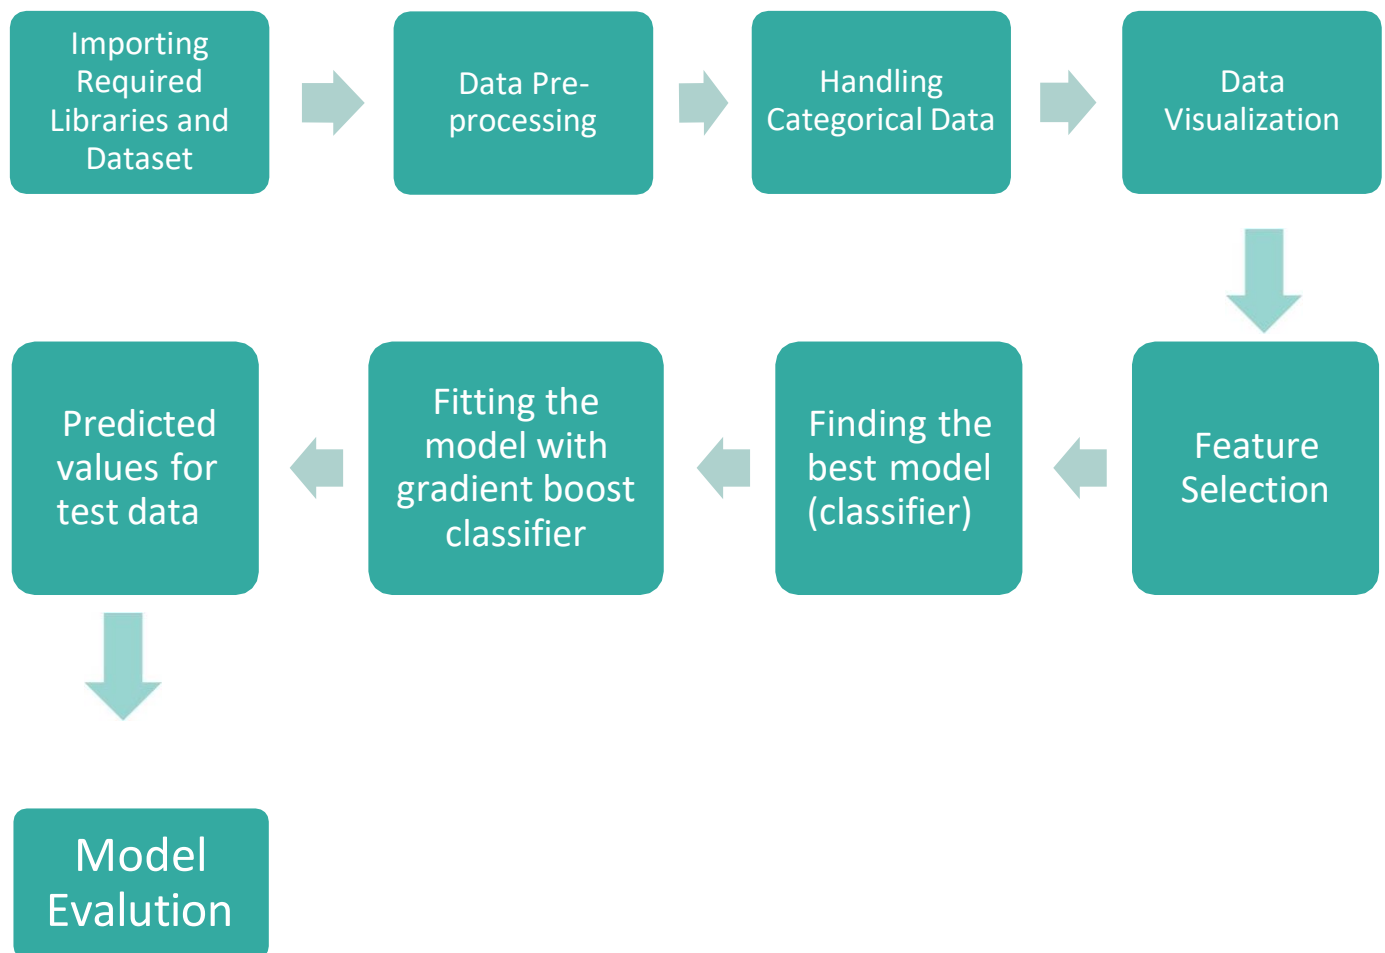 Importing
Required
Libraries and
Dataset
Data Pre-
processing
Handling
Categorical Data
Data
Visualization
Feature
Selection
Finding the
best model
(classifier)
Fitting the
model with
gradient boost
classifier
Predicted
values for
test data
Model
Evalution